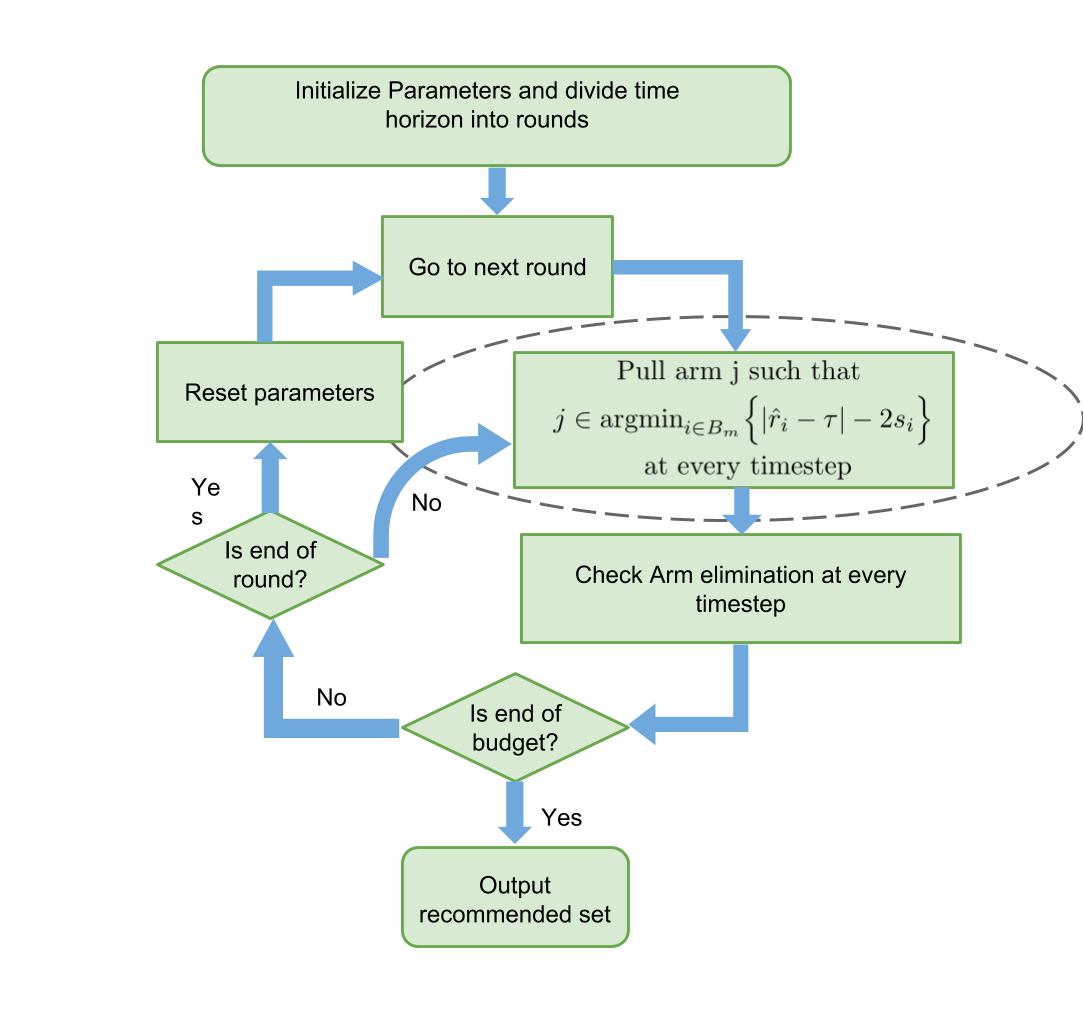 Initialize Parameters and divide time
horizon into rounds
Go to next round
Reset parameters
Pull arm j such that
$j \in \operatorname{argmin}_{i \in B_m} \left\{ |\hat{r}_i - \tau| - 2s_i \right\}$
at every timestep
No
Ye
s
Is end of
round?
Check Arm elimination at every
timestep
No
Is end of
budget?
Yes
Output
recommended set